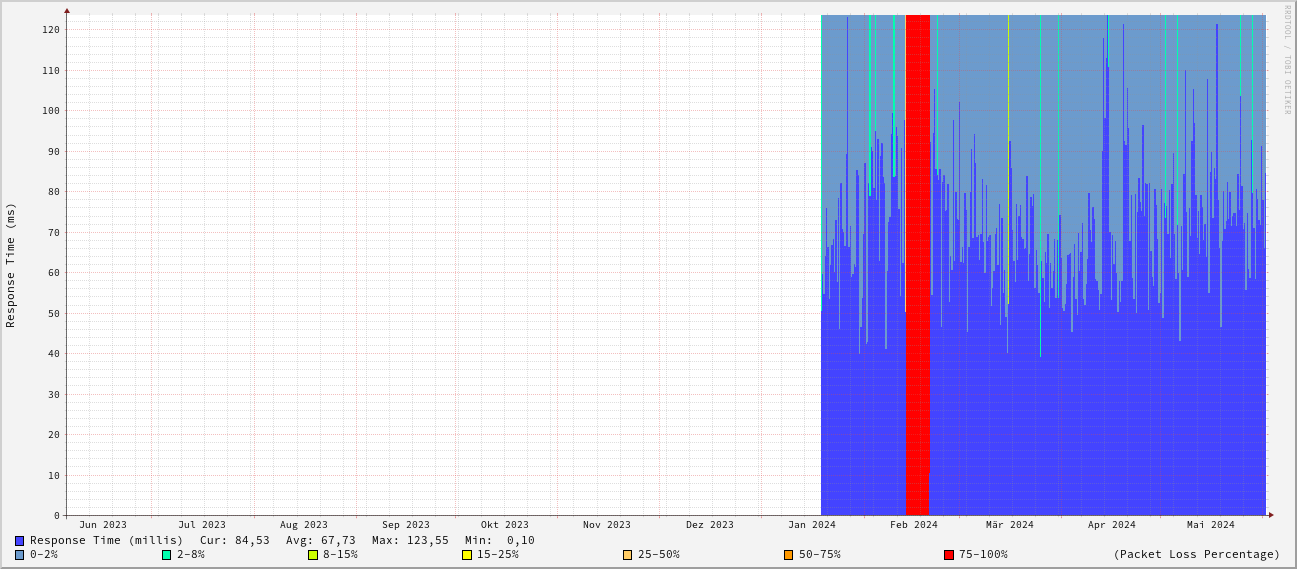 RRDTOOL / TOBI OETIKER
Response Time (ms)
120
110
100
90
80
70
60
50
40
30
20
10
0
Jun 2023 Jul 2023 Aug 2023 Sep 2023 Okt 2023 Nov 2023 Dez 2023 Jan 2024 Feb 2024 Mär 2024 Apr 2024 Mai 2024
Response Time (millis) Cur: 84,53 Avg: 67,73 Max: 123,55 Min: 0,10
0-2% 2-8% 8-15% 15-25% 25-50% 50-75% 75-100% (Packet Loss Percentage)